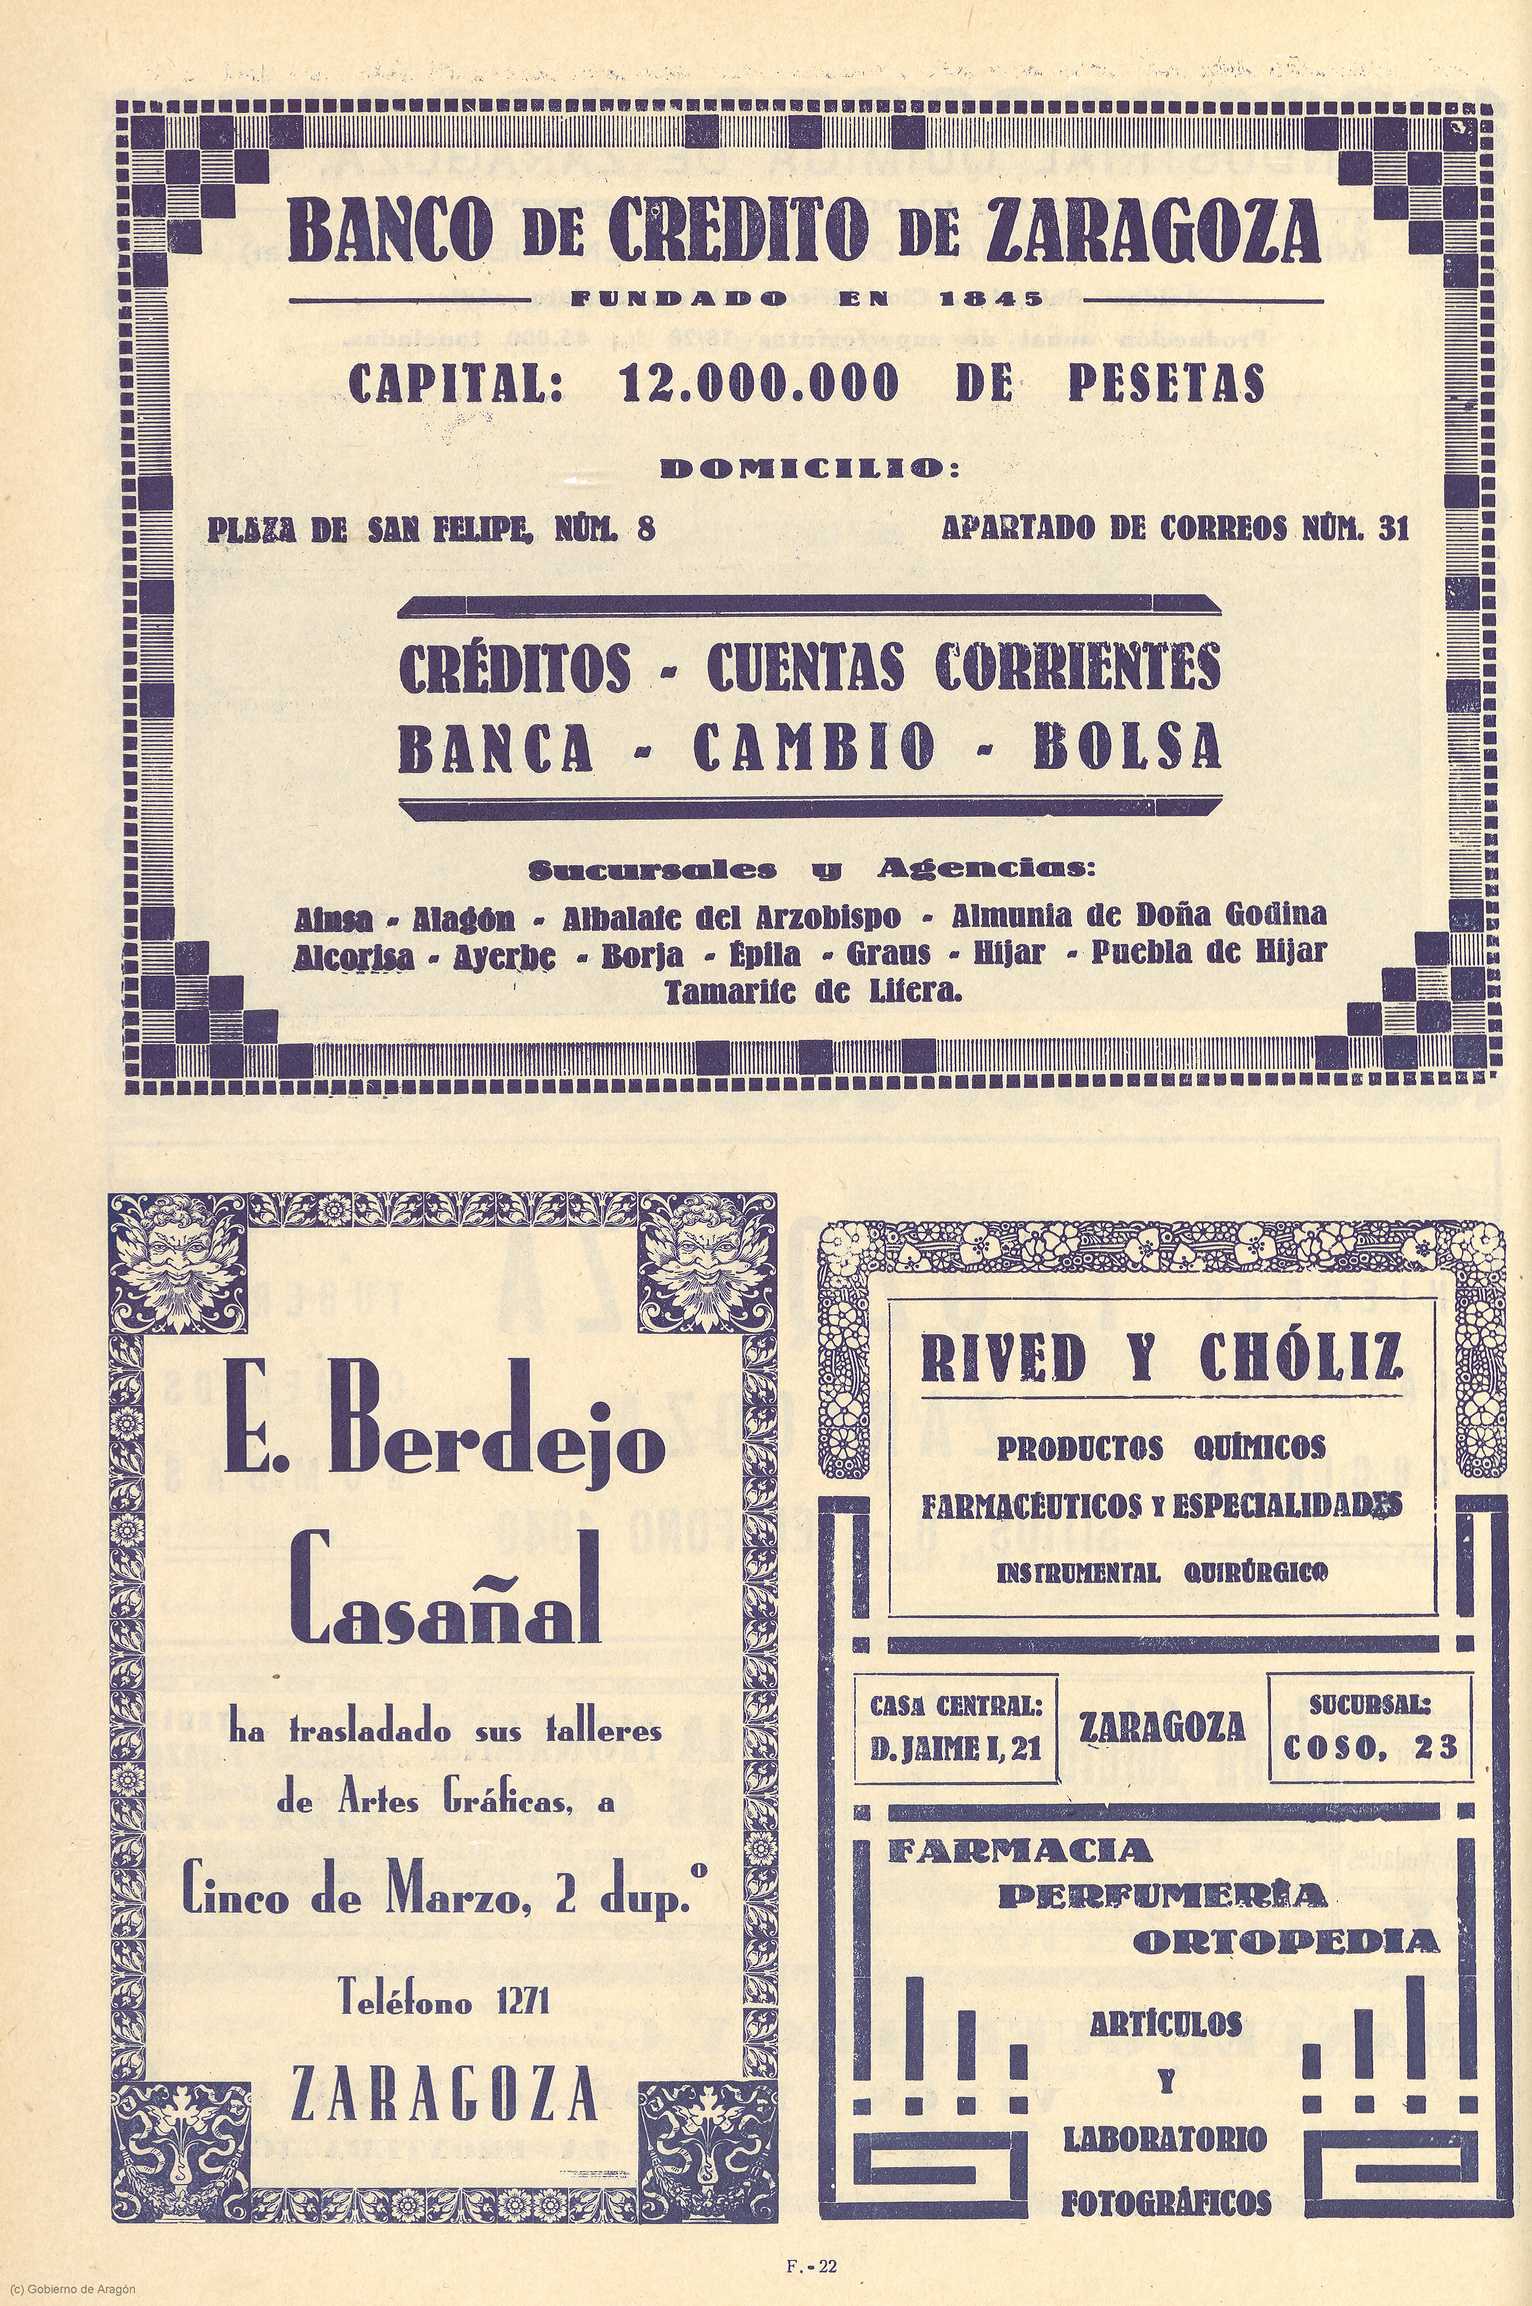 BANCO DE CREDITO DE ZARAGOZA
FUNDADO EN 1845
CAPITAL: 12.000.000 DE PESETAS
DOMICILIO:
PLAZA DE SAN FELIPE, NÚM. 8
APARTADO DE CORREOS NÚM. 31
CRÉDITOS - CUENTAS CORRIENTES
BANCA - CAMBIO - BOLSA
Sucursales y Agencias:
Ainsa - Alagón - Albalate del Arzobispo - Almunia de Doña Godina
Alcorisa - Ayerbe - Borja - Épila - Graus - Híjar - Puebla de Híjar
Tamarite de Litera.
E. Berdejo
Casañal
ha trasladado sus talleres
de Artes Gráficas, a
Cinco de Marzo, 2 dup.º
Teléfono 1271
ZARAGOZA
RIVED Y CHÓLIZ
PRODUCTOS QUÍMICOS
FARMACÉUTICOS Y ESPECIALIDADES
INSTRUMENTAL QUIRÚRGICO
CASA CENTRAL:
D. JAIME I, 21
ZARAGOZA
SUCURSAL:
COSO, 23
FARMACIA
PERFUMERÍA
ORTOPEDIA
ARTÍCULOS
Y
LABORATORIO
FOTOGRÁFICOS
F. - 22
(c) Gobierno de Aragón